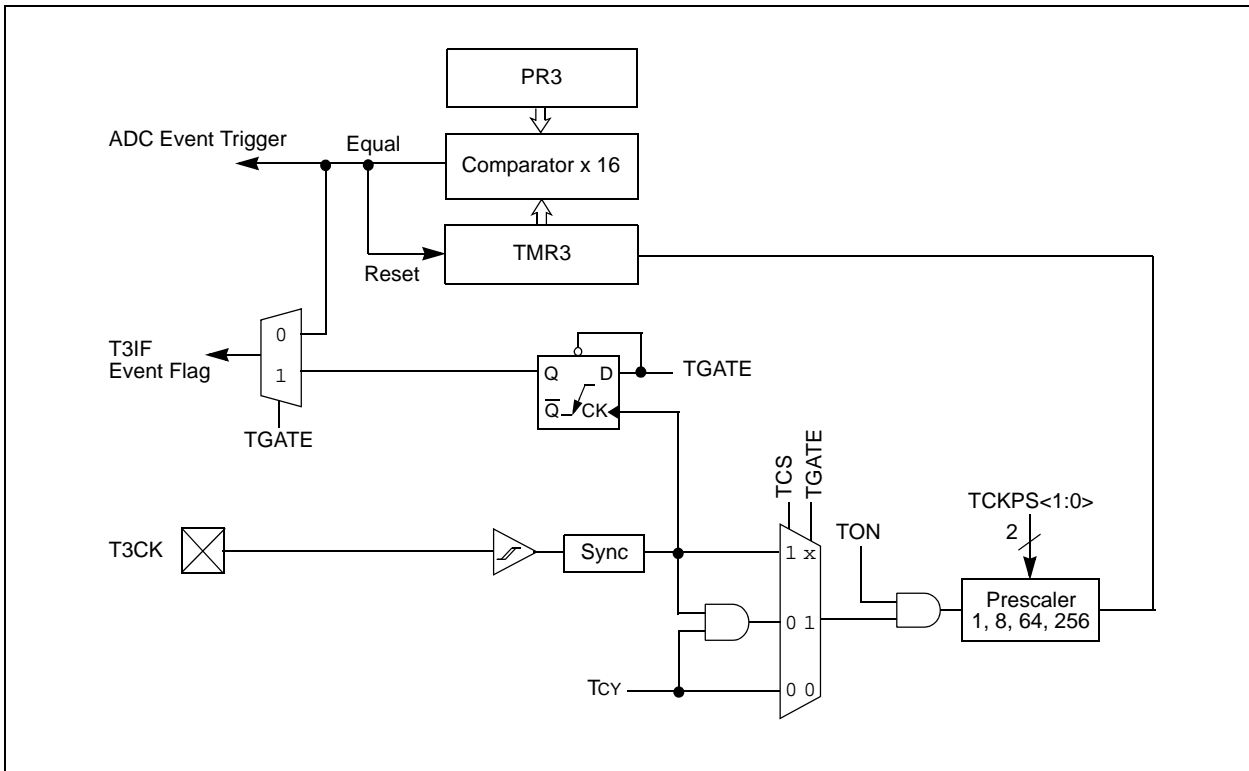 PR3
ADC Event Trigger
Equal
Comparator x 16
TMR3
Reset
0
T3IF
Event Flag
1
Q
D
TGATE
Q̅
CK
TGATE
TCS
TGATE
TCKPS<1:0>
2
TON
T3CK
Sync
1 x
Prescaler
1, 8, 64, 256
0 1
TCY
0 0